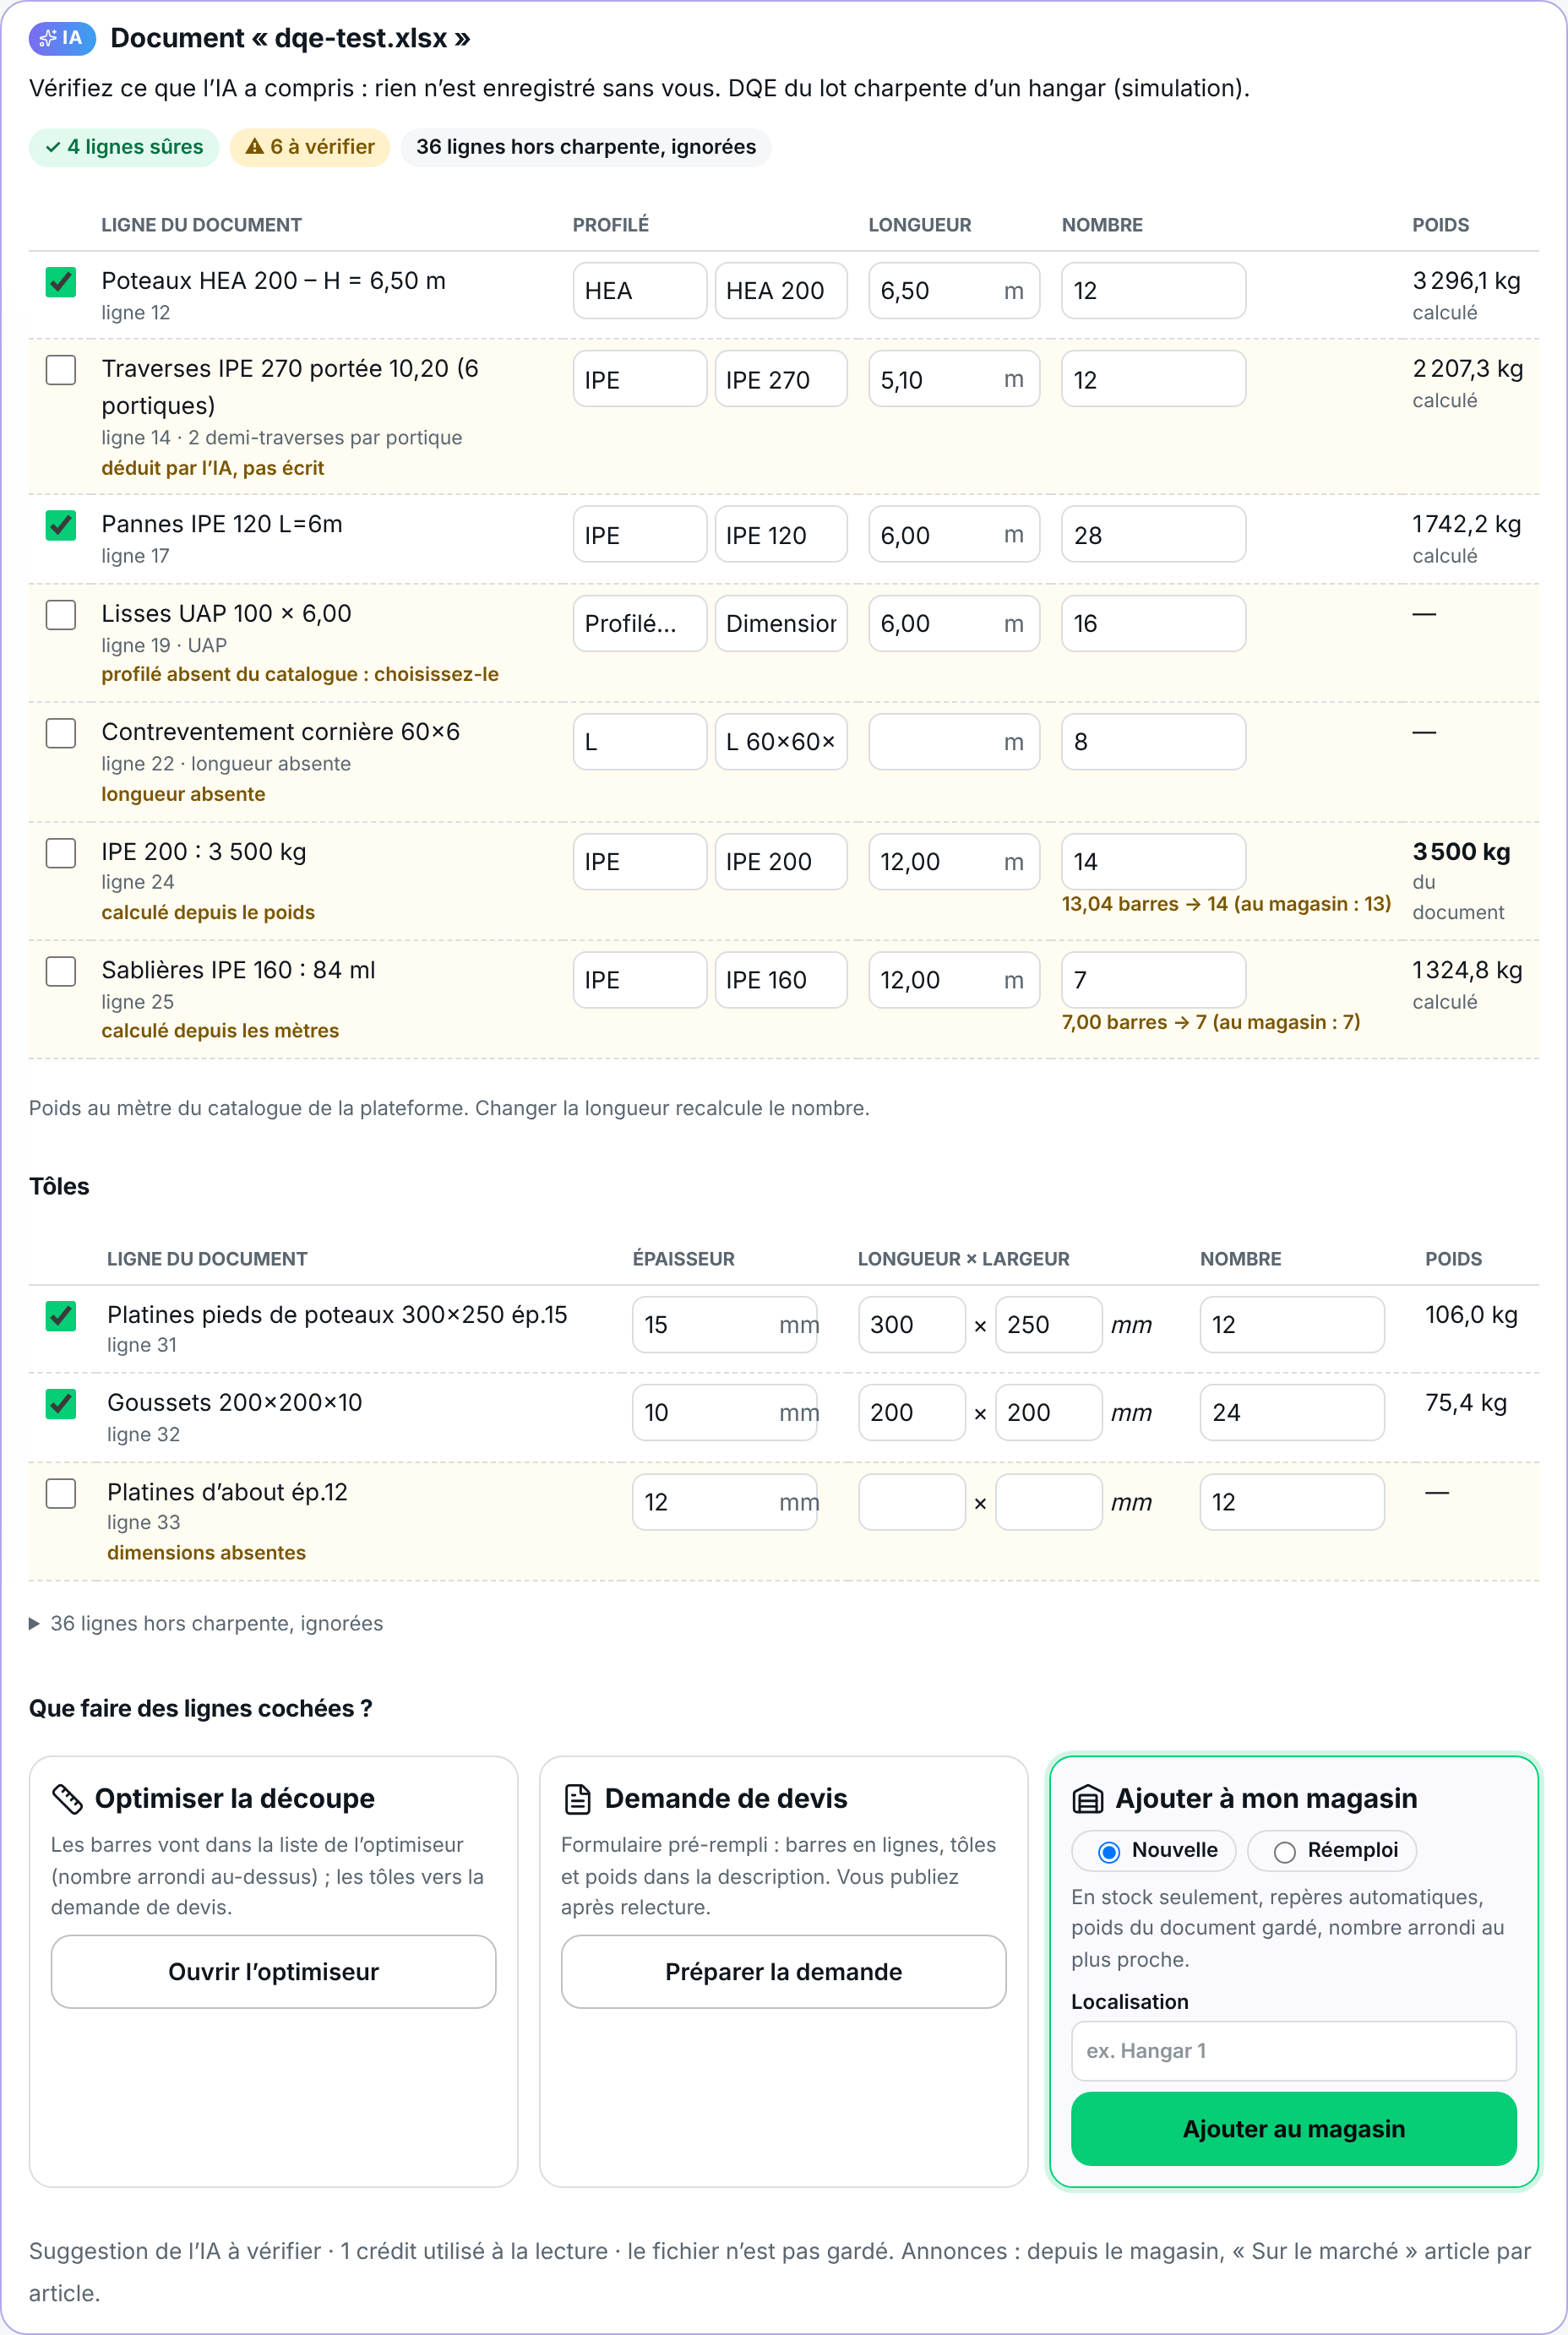 IA Document « dqe-test.xlsx »
Vérifiez ce que l’IA a compris : rien n’est enregistré sans vous. DQE du lot charpente d’un hangar (simulation).
✓ 4 lignes sûres ⚠ 6 à vérifier 36 lignes hors charpente, ignorées
LIGNE DU DOCUMENT PROFILÉ LONGUEUR NOMBRE POIDS
Poteaux HEA 200 – H = 6,50 m HEA HEA 200 6,50 m 12 3 296,1 kg
ligne 12 calculé
Traverses IPE 270 portée 10,20 (6 IPE IPE 270 5,10 m 12 2 207,3 kg
portiques) calculé
ligne 14 · 2 demi-traverses par portique
déduit par l’IA, pas écrit
Pannes IPE 120 L=6m IPE IPE 120 6,00 m 28 1 742,2 kg
ligne 17 calculé
Lisses UAP 100 × 6,00 Profilé... Dimension 6,00 m 16 —
ligne 19 · UAP
profilé absent du catalogue : choisissez-le
Contreventement cornière 60×6 L L 60×60× m 8 —
ligne 22 · longueur absente
longueur absente
IPE 200 : 3 500 kg IPE IPE 200 12,00 m 14 3 500 kg
ligne 24 du
calculé depuis le poids 13,04 barres → 14 (au magasin : 13) document
Sablières IPE 160 : 84 ml IPE IPE 160 12,00 m 7 1 324,8 kg
ligne 25 calculé
calculé depuis les mètres 7,00 barres → 7 (au magasin : 7)
Poids au mètre du catalogue de la plateforme. Changer la longueur recalcule le nombre.
Tôles
LIGNE DU DOCUMENT ÉPAISSEUR LONGUEUR × LARGEUR NOMBRE POIDS
Platines pieds de poteaux 300×250 ép.15 15 mm 300 × 250 mm 12 106,0 kg
ligne 31
Goussets 200×200×10 10 mm 200 × 200 mm 24 75,4 kg
ligne 32
Platines d’about ép.12 12 mm × mm 12 —
ligne 33
dimensions absentes
36 lignes hors charpente, ignorées
Que faire des lignes cochées ?
Optimiser la découpe
Les barres vont dans la liste de l’optimiseur
(nombre arrondi au-dessus) ; les tôles vers la
demande de devis.
Ouvrir l’optimiseur
Demande de devis
Formulaire pré-rempli : barres en lignes, tôles
et poids dans la description. Vous publiez
après relecture.
Préparer la demande
Ajouter à mon magasin
Nouvelle Réemploi
En stock seulement, repères automatiques,
poids du document gardé, nombre arrondi au
plus proche.
Localisation
ex. Hangar 1
Ajouter au magasin
Suggestion de l’IA à vérifier · 1 crédit utilisé à la lecture · le fichier n’est pas gardé. Annonces : depuis le magasin, « Sur le marché » article par
article.